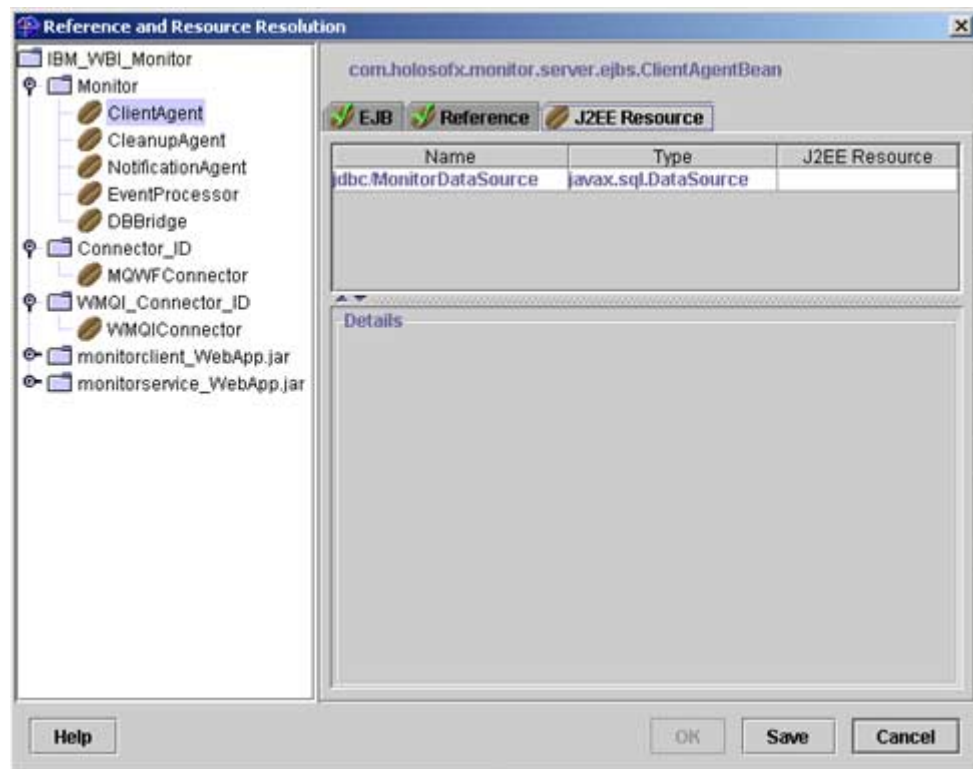 Reference and Resource Resolution
IBM_WBI_Monitor
Monitor
ClientAgent
CleanupAgent
NotificationAgent
EventProcessor
DBBridge
Connector_ID
MQWFConnector
WMQI_Connector_ID
WMQIConnector
monitorclient_WebApp.jar
monitorservice_WebApp.jar
com.holosofx.monitor.server.ejbs.ClientAgentBean
EJB Reference J2EE Resource
Name Type J2EE Resource
jdbc/MonitorDataSource javax.sql.DataSource
Details
Help OK Save Cancel